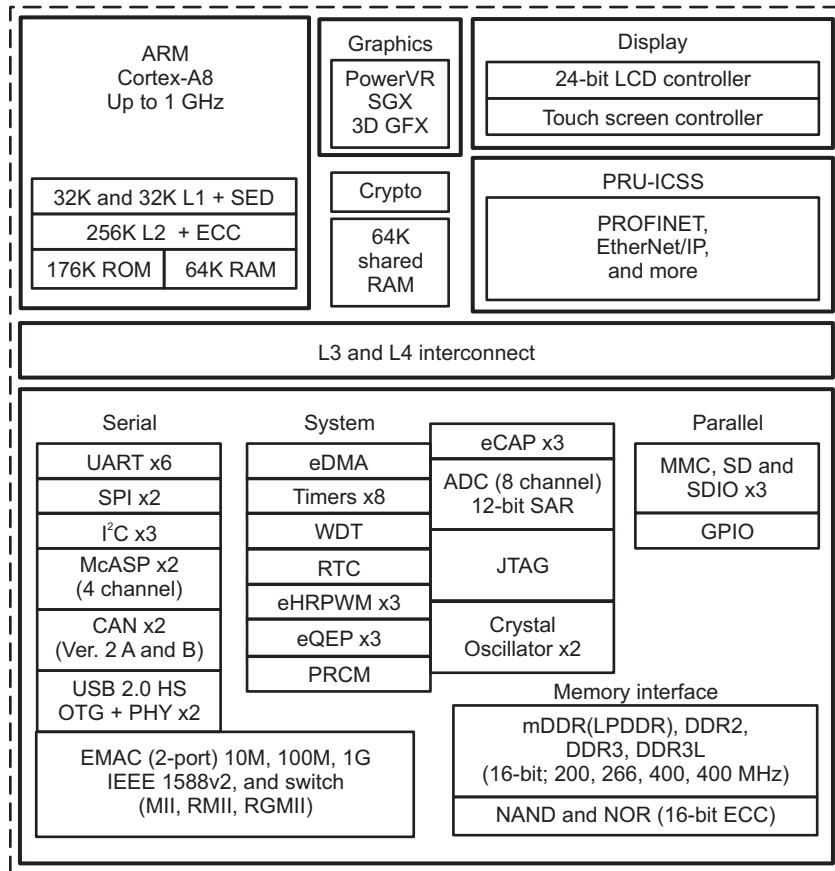 ARM
Cortex-A8
Up to 1 GHz
32K and 32K L1 + SED
256K L2 + ECC
176K ROM
64K RAM
Graphics
PowerVR
SGX
3D GFX
Crypto
64K
shared
RAM
Display
24-bit LCD controller
Touch screen controller
PRU-ICSS
PROFINET,
EtherNet/IP,
and more
L3 and L4 interconnect
Serial
UART x6
SPI x2
I²C x3
McASP x2
(4 channel)
CAN x2
(Ver. 2 A and B)
USB 2.0 HS
OTG + PHY x2
EMAC (2-port) 10M, 100M, 1G
IEEE 1588v2, and switch
(MII, RMII, RGMII)
System
eDMA
Timers x8
WDT
RTC
eHRPWM x3
eQEP x3
PRCM
eCAP x3
ADC (8 channel)
12-bit SAR
JTAG
Crystal
Oscillator x2
Parallel
MMC, SD and
SDIO x3
GPIO
Memory interface
mDDR(LPDDR), DDR2,
DDR3, DDR3L
(16-bit; 200, 266, 400, 400 MHz)
NAND and NOR (16-bit ECC)